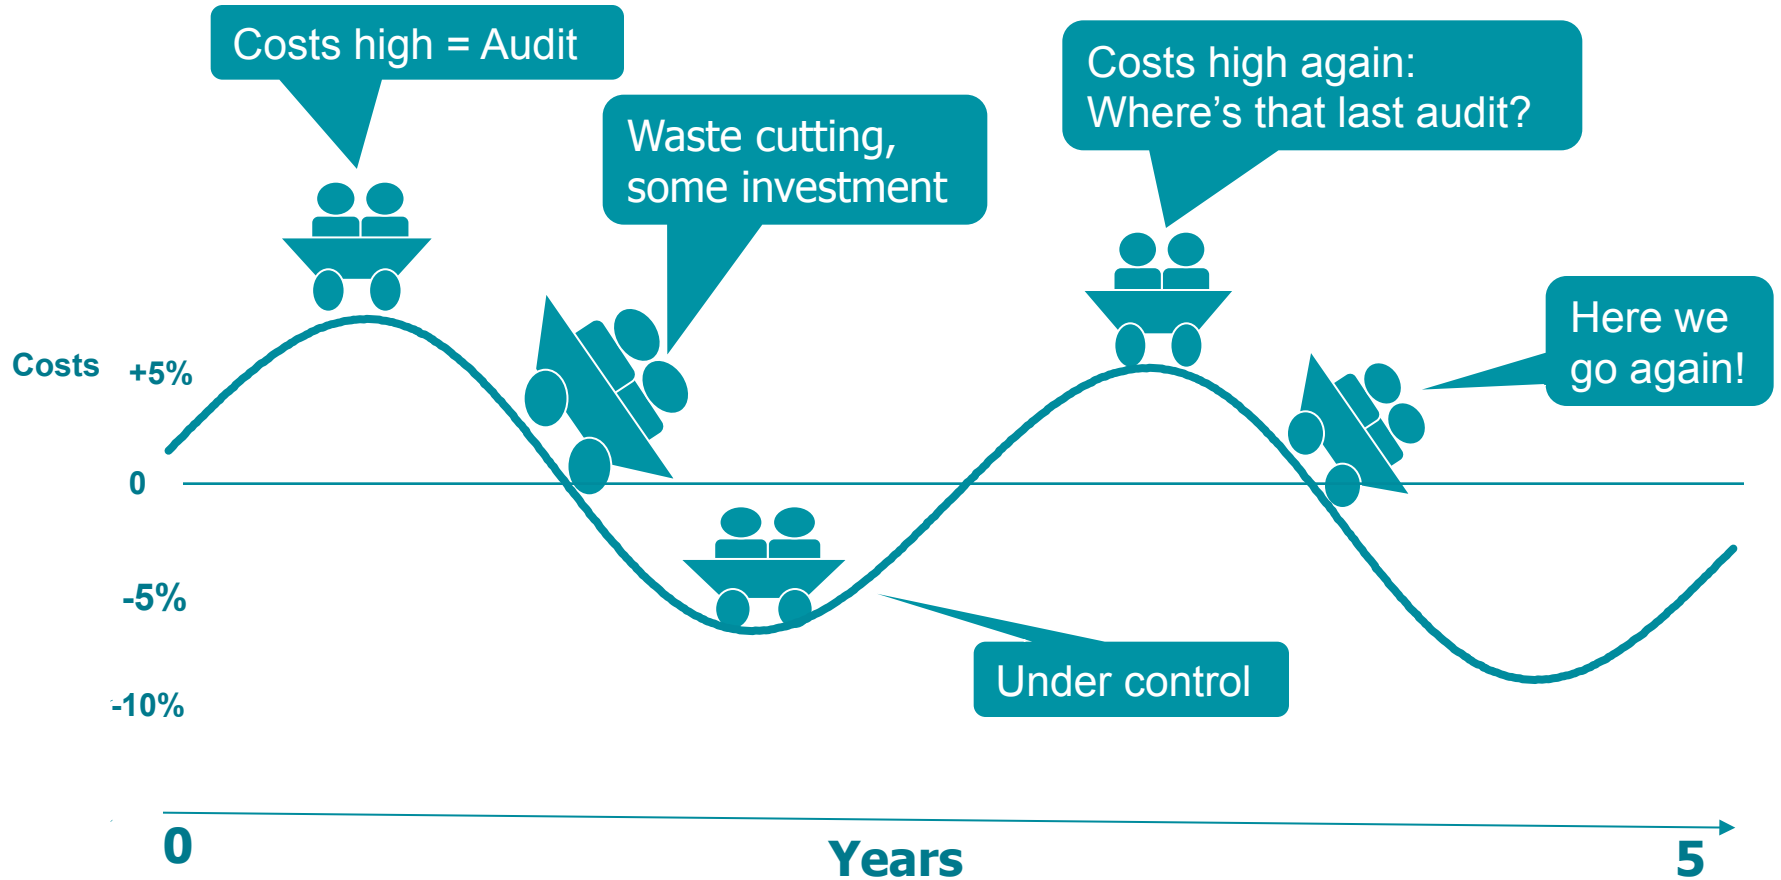 Costs high = Audit
Waste cutting,
some investment
Costs high again:
Where’s that last audit?
Here we
go again!
Costs
+5%
0
-5%
Under control
-10%
0
Years
5